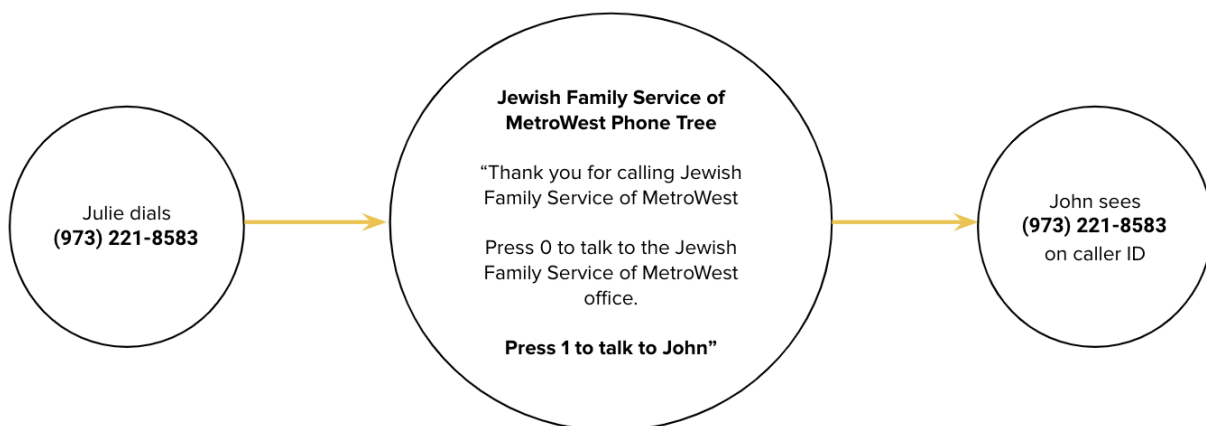 Julie dials
(973) 221-8583
Jewish Family Service of
MetroWest Phone Tree
“Thank you for calling Jewish
Family Service of MetroWest
Press 0 to talk to the Jewish
Family Service of MetroWest
office.
Press 1 to talk to John”
John sees
(973) 221-8583
on caller ID